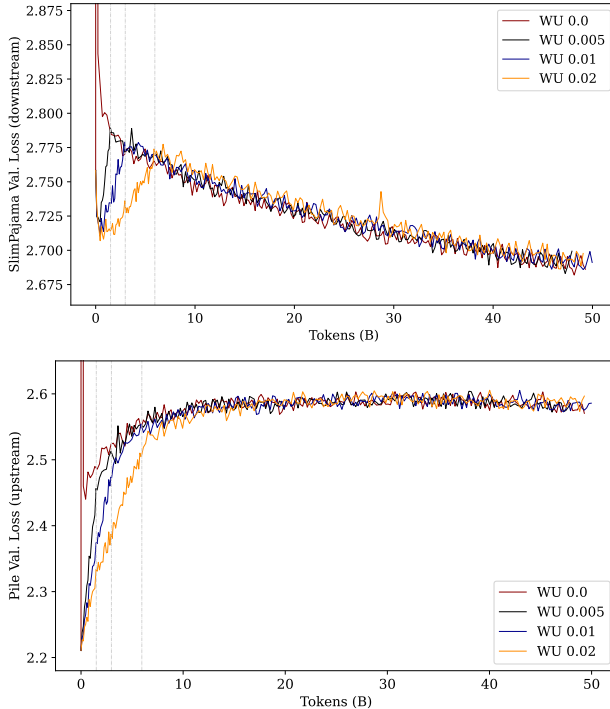 2.875
2.850
2.825
2.800
2.775
2.750
2.725
2.700
2.675
SlimPajama Val. Loss (downstream)
WU 0.0
WU 0.005
WU 0.01
WU 0.02
0 10 20 30 40 50
Tokens (B)
2.6
2.5
2.4
2.3
2.2
Pile Val. Loss (upstream)
WU 0.0
WU 0.005
WU 0.01
WU 0.02
0 10 20 30 40 50
Tokens (B)